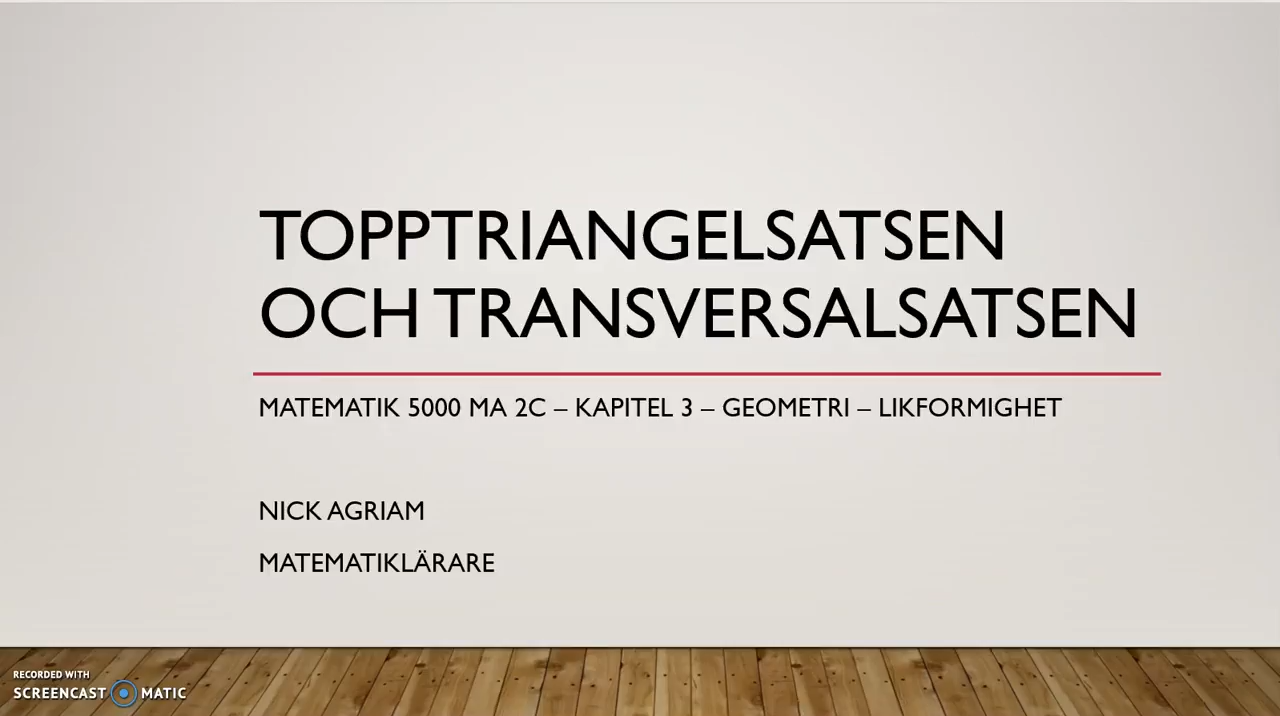 TOPPTRIANGELSATSEN
OCH TRANSVERSALSATSEN
MATEMATIK 5000 MA 2C – KAPITEL 3 – GEOMETRI – LIKFORMIGHET
NICK AGRIAM
MATEMATIKLÄRARE
RECORDED WITH
SCREENCAST MATIC